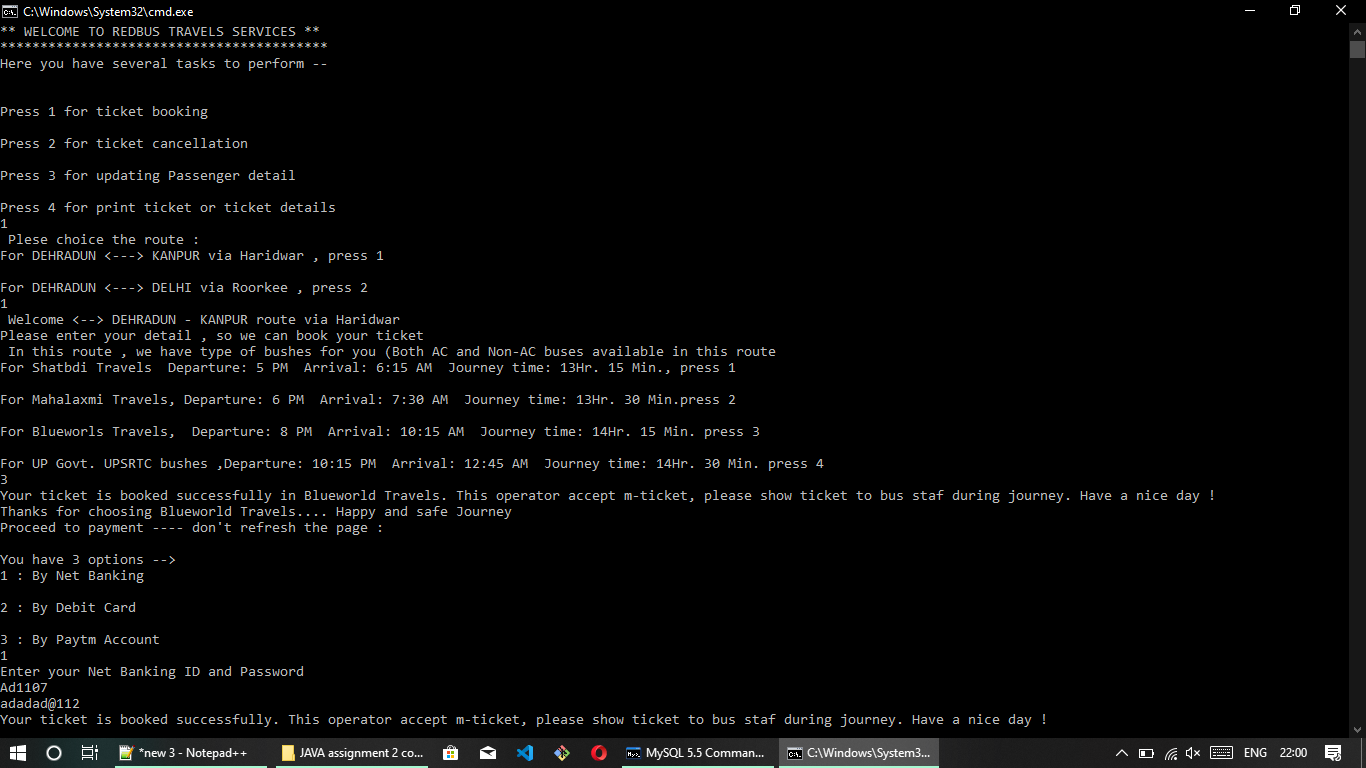 C:\Windows\System32\cmd.exe
** WELCOME TO REDBUS TRAVELS SERVICES **
*****************************************
Here you have several tasks to perform --
Press 1 for ticket booking
Press 2 for ticket cancellation
Press 3 for updating Passenger detail
Press 4 for print ticket or ticket details
1
Plese choice the route :
For DEHRADUN <---> KANPUR via Haridwar , press 1
For DEHRADUN <---> DELHI via Roorkee , press 2
1
Welcome <--> DEHRADUN - KANPUR route via Haridwar
Please enter your detail , so we can book your ticket
In this route , we have type of bushes for you (Both AC and Non-AC buses available in this route
For Shatbdi Travels  Departure: 5 PM  Arrival: 6:15 AM  Journey time: 13Hr. 15 Min., press 1
For Mahalaxmi Travels, Departure: 6 PM  Arrival: 7:30 AM  Journey time: 13Hr. 30 Min.press 2
For Blueworls Travels,  Departure: 8 PM  Arrival: 10:15 AM  Journey time: 14Hr. 15 Min. press 3
For UP Govt. UPSRTC bushes ,Departure: 10:15 PM  Arrival: 12:45 AM  Journey time: 14Hr. 30 Min. press 4
3
Your ticket is booked successfully in Blueworld Travels. This operator accept m-ticket, please show ticket to bus staf during journey. Have a nice day !
Thanks for choosing Blueworld Travels.... Happy and safe Journey
Proceed to payment ---- don't refresh the page :
You have 3 options -->
1 : By Net Banking
2 : By Debit Card
3 : By Paytm Account
1
Enter your Net Banking ID and Password
Ad1107
adadad@112
Your ticket is booked successfully. This operator accept m-ticket, please show ticket to bus staf during journey. Have a nice day !
*new 3 - Notepad++
JAVA assignment 2 co...
MySQL 5.5 Comman...
C:\Windows\System3...
ENG
22:00